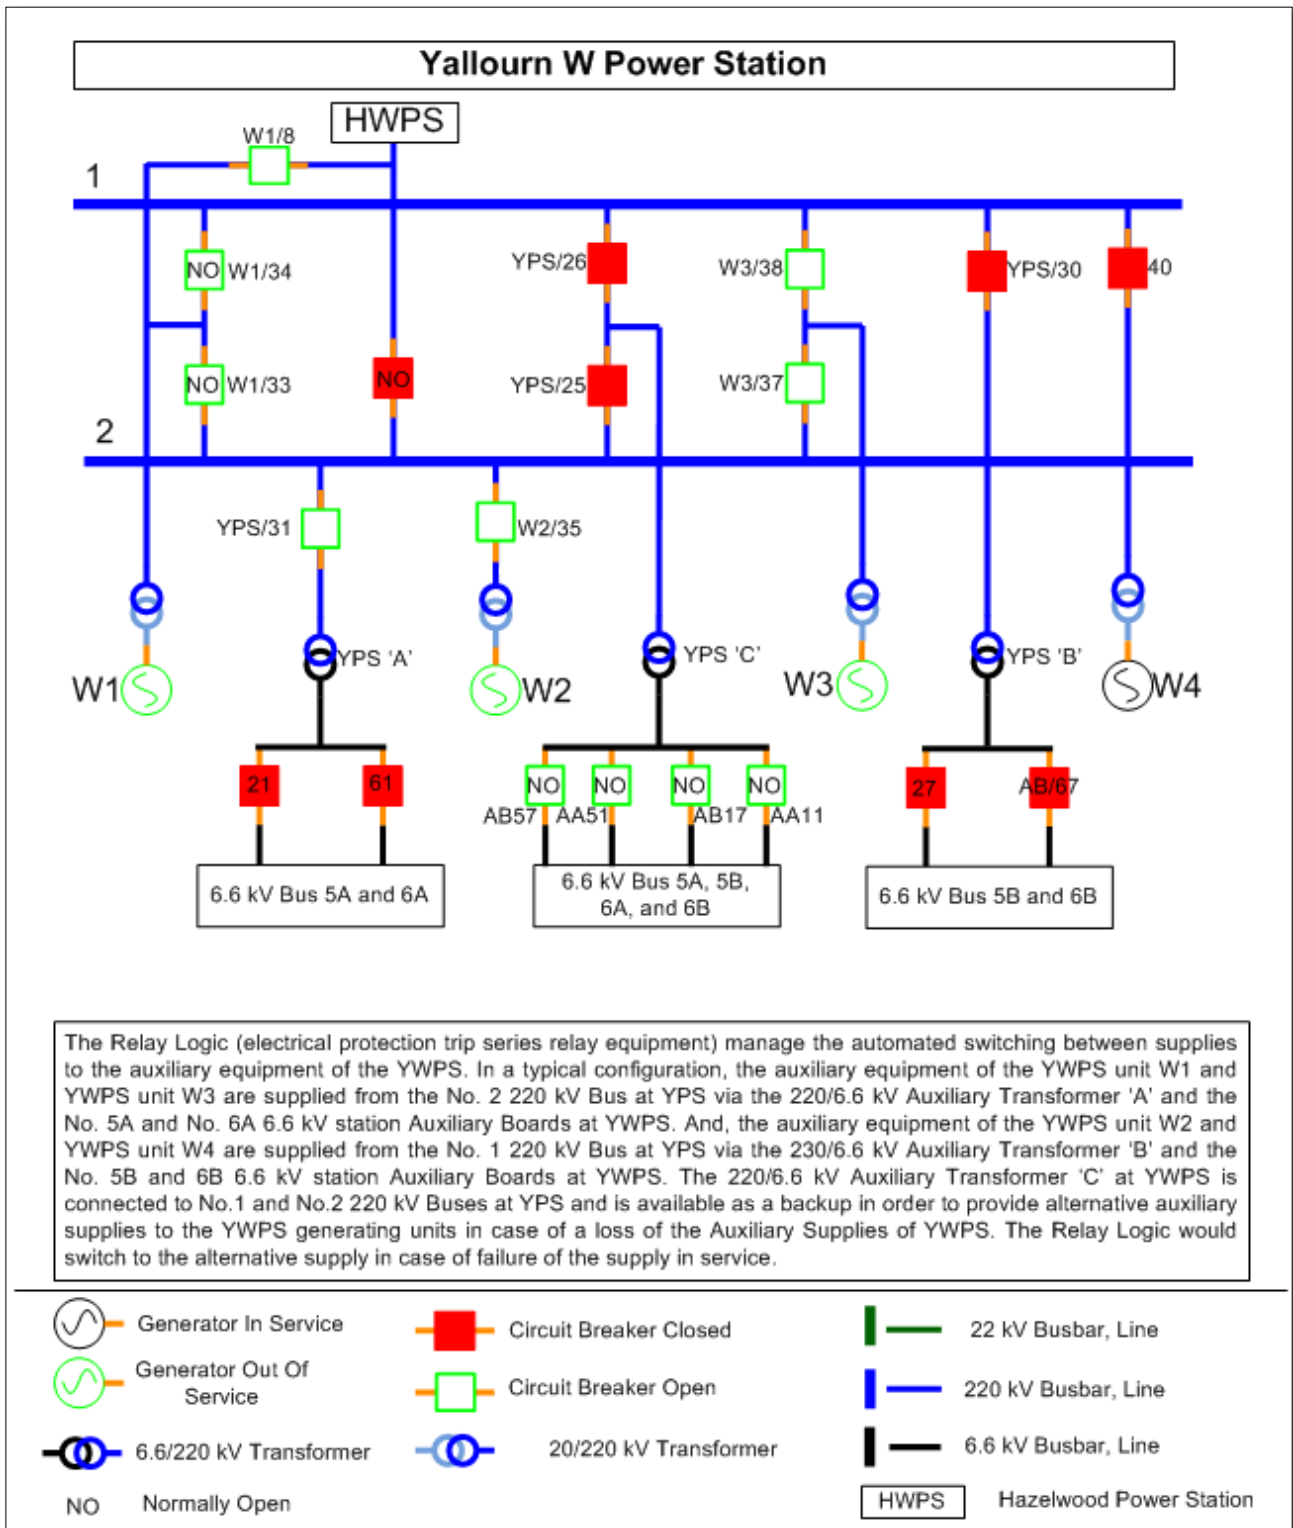 Yallourn W Power Station
HWPS
W1/8
1
NO W1/34
YPS/26
W3/38
YPS/30
40
NO W1/33
NO
YPS/25
W3/37
2
YPS/31
W2/35
YPS 'A'
YPS 'C'
YPS 'B'
W1
W2
W3
W4
21
61
NO
NO
NO
NO
27
AB/67
AB57
AA51
AB17
AA11
6.6 kV Bus 5A and 6A
6.6 kV Bus 5A, 5B,
6A, and 6B
6.6 kV Bus 5B and 6B
The Relay Logic (electrical protection trip series relay equipment) manage the automated switching between supplies
to the auxiliary equipment of the YWPS. In a typical configuration, the auxiliary equipment of the YWPS unit W1 and
YWPS unit W3 are supplied from the No. 2 220 kV Bus at YPS via the 220/6.6 kV Auxiliary Transformer 'A' and the
No. 5A and No. 6A 6.6 kV station Auxiliary Boards at YWPS. And, the auxiliary equipment of the YWPS unit W2 and
YWPS unit W4 are supplied from the No. 1 220 kV Bus at YPS via the 230/6.6 kV Auxiliary Transformer 'B' and the
No. 5B and 6B 6.6 kV station Auxiliary Boards at YWPS. The 220/6.6 kV Auxiliary Transformer 'C' at YWPS is
connected to No.1 and No.2 220 kV Buses at YPS and is available as a backup in order to provide alternative auxiliary
supplies to the YWPS generating units in case of a loss of the Auxiliary Supplies of YWPS. The Relay Logic would
switch to the alternative supply in case of failure of the supply in service.
Generator In Service
Circuit Breaker Closed
22 kV Busbar, Line
Generator Out Of
Service
Circuit Breaker Open
220 kV Busbar, Line
6.6/220 kV Transformer
20/220 kV Transformer
6.6 kV Busbar, Line
NO Normally Open
HWPS Hazelwood Power Station